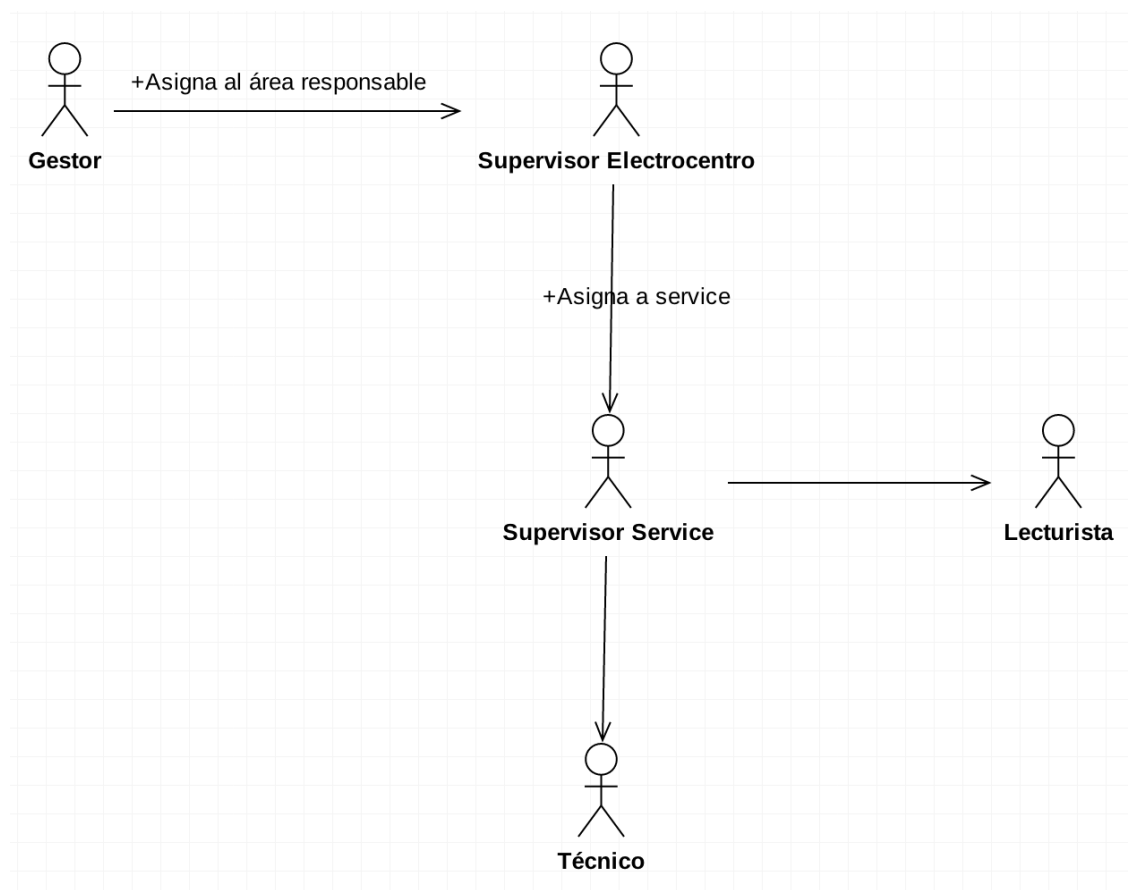 +Asigna al área responsable
Gestor
Supervisor Electrocentro
+Asigna a service
Supervisor Service
Lecturista
Técnico